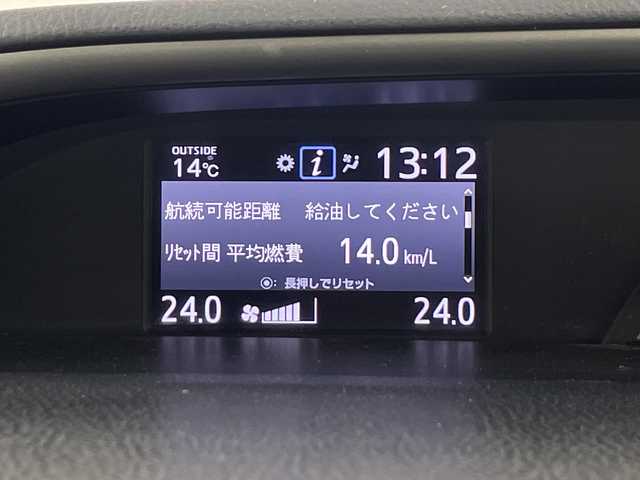 OUTSIDE
14℃
i
13:12
航続可能距離 給油してください
リセット間 平均燃費 14.0 km/L
◉: 長押しでリセット
24.0
24.0